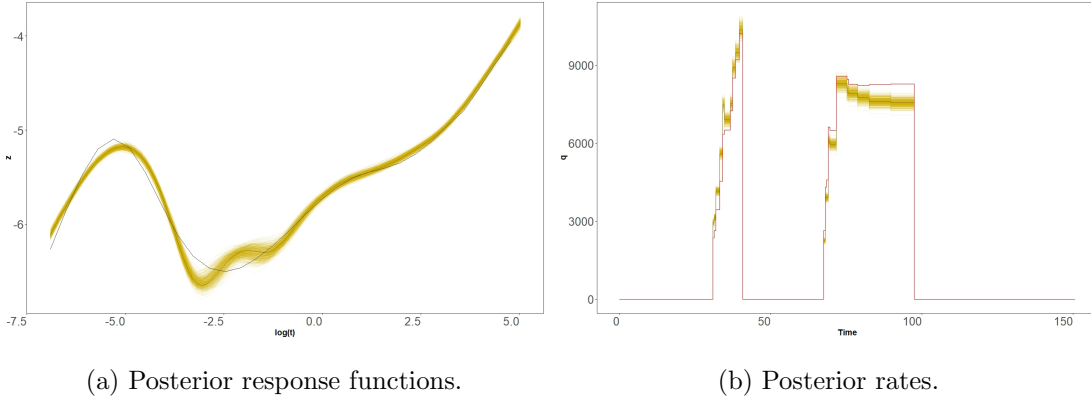 -4
-5
z
-6
-7.5
-5.0
-2.5
0.0
2.5
5.0
log(t)
9000
6000
q
3000
0
0
50
100
150
Time
(a) Posterior response functions.
(b) Posterior rates.